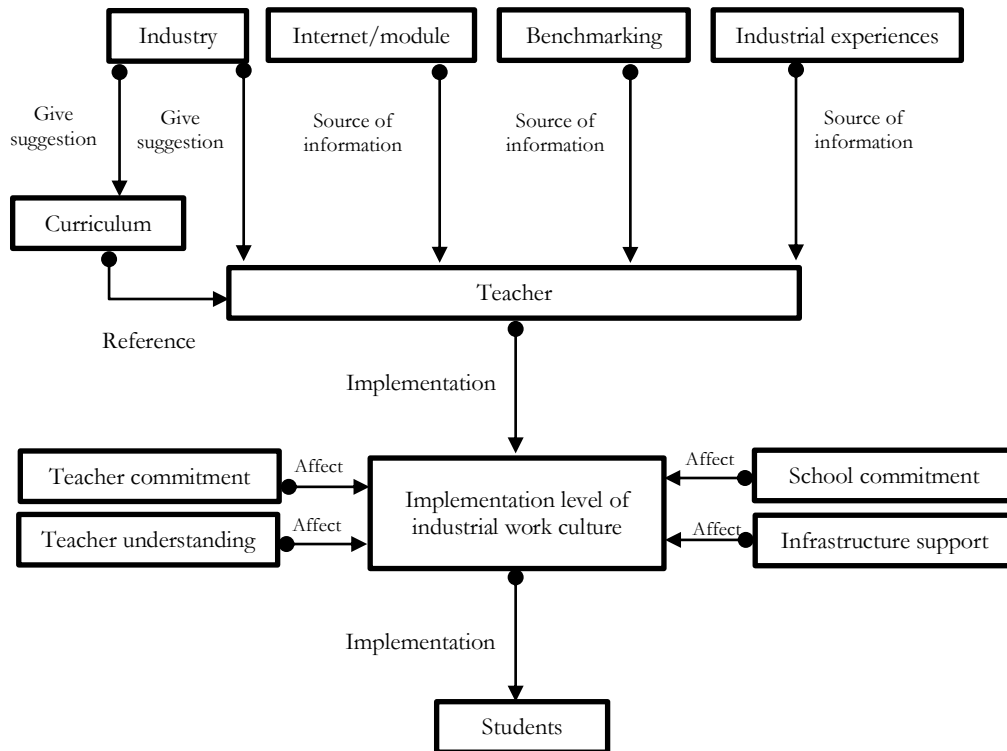 Industry
Internet/module
Benchmarking
Industrial experiences
Give
suggestion
Give
suggestion
Source of
information
Source of
information
Source of
information
Curriculum
Teacher
Reference
Implementation
Teacher commitment
Affect
Implementation level of
industrial work culture
Affect
School commitment
Teacher understanding
Affect
Affect
Infrastructure support
Implementation
Students